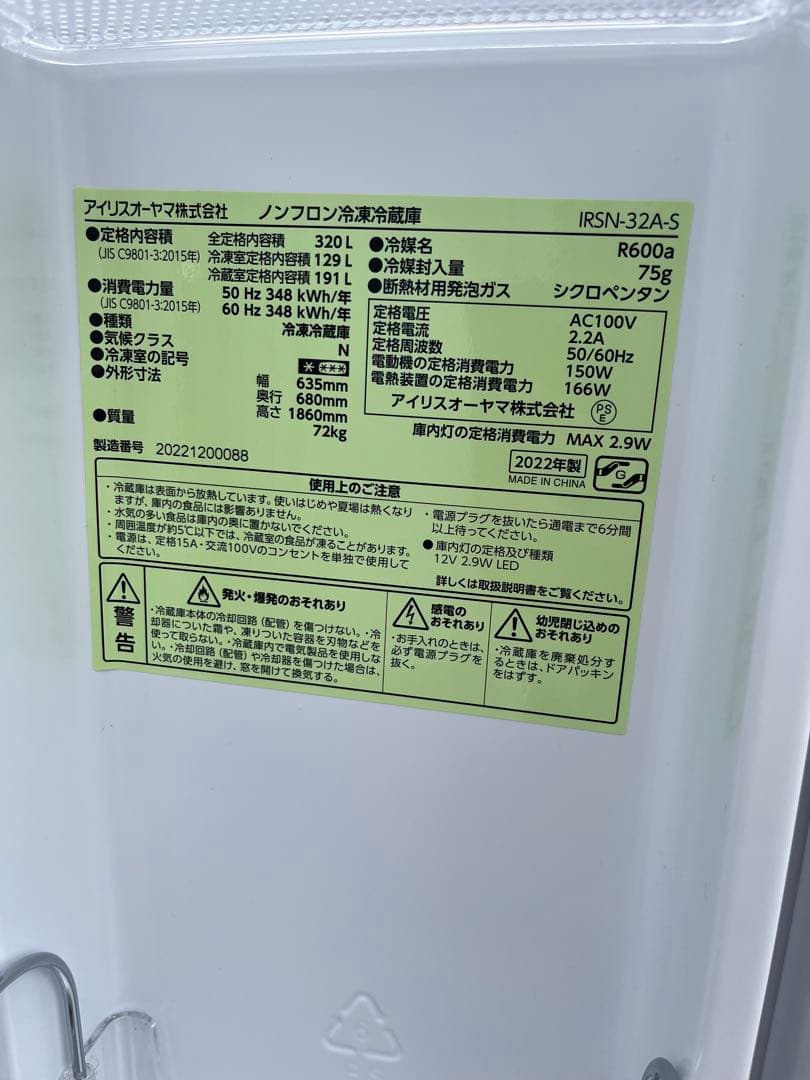 アイリスオーヤマ株式会社 ノンフロン冷凍冷蔵庫 IRSN-32A-S
●定格内容積 全定格内容積 320 L
(JIS C9801-3:2015年) 冷凍室定格内容積 129 L
冷蔵室定格内容積 191 L
●消費電力量 50 Hz 348 kWh/年
(JIS C9801-3:2015年) 60 Hz 348 kWh/年
●種類 冷凍冷蔵庫
●気候クラス N
●冷凍室の記号
●外形寸法 幅 635mm
奥行 680mm
高さ 1860mm
●質量 72kg
製造番号 20221200088
●冷媒名 R600a
●冷媒封入量 75g
●断熱材用発泡ガス シクロペンタン
定格電圧 AC100V
定格電流 2.2A
定格周波数 50/60Hz
電動機の定格消費電力 150W
電熱装置の定格消費電力 166W
アイリスオーヤマ株式会社 PSE
庫内灯の定格消費電力 MAX 2.9W
2022年製
MADE IN CHINA
G
使用上のご注意
・冷蔵庫は表面から放熱しています。使いはじめや夏場は熱くなり
ますが、庫内の食品には影響ありません。
・水気の多い食品は庫内の奥に置かないでください。
・周囲温度が約5℃以下では、冷蔵室の食品が凍ることがあります。
・電源は、定格15A・交流100Vのコンセントを単独で使用して
ください。
・電源プラグを抜いたら通電まで6分間
以上待ってください。
●庫内灯の定格及び種類
12V 2.9W LED
詳しくは取扱説明書をご覧ください。
警告
発火・爆発のおそれあり
・冷蔵庫本体の冷却回路(配管)を傷つけない。・冷
却器についた霜や、凍りついた容器を刃物などを
使って取らない。・冷蔵庫内で電気製品を使用しな
い。・冷却回路(配管)や冷却器を傷つけた場合は、
火気の使用を避け、窓を開けて換気する。
感電の
おそれあり
・お手入れのときは、
必ず電源プラグを
抜く。
幼児閉じ込めの
おそれあり
・冷蔵庫を廃棄処分す
るときは、ドアパッキン
をはずす。
6
PS